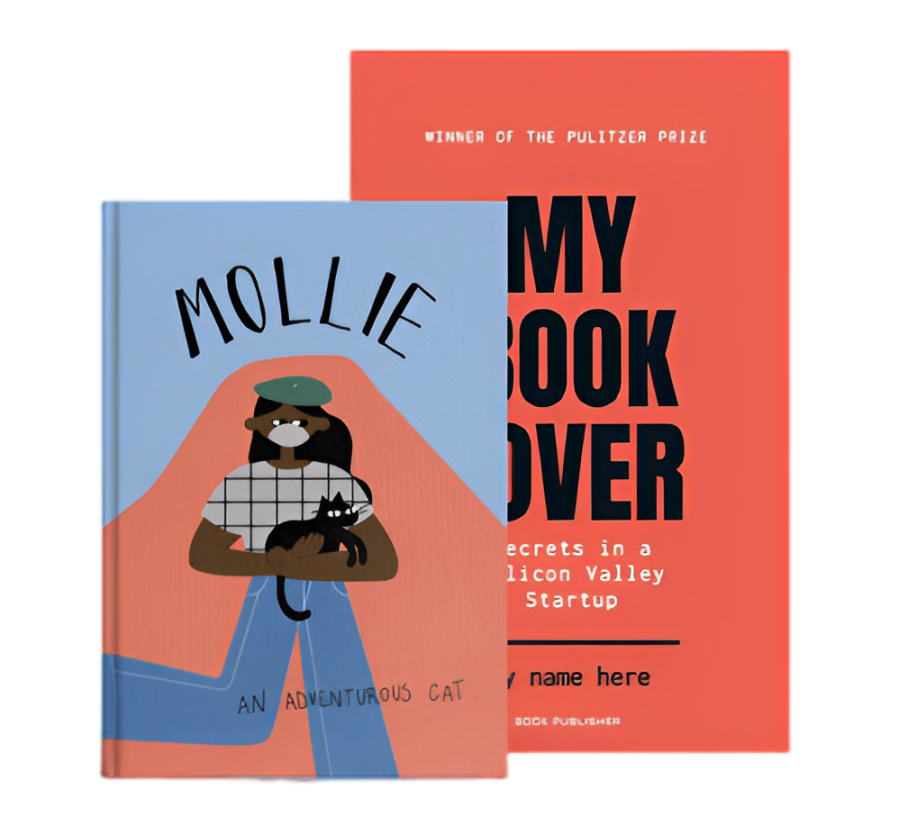 MOLLIE
AN ADVENTUROUS CAT..
WINNER OF THE PULITZER PRIZE
MY
OOK
OVER
ecrets in a
licon Valley
Startup
y name here
BOOK PUBLISHER